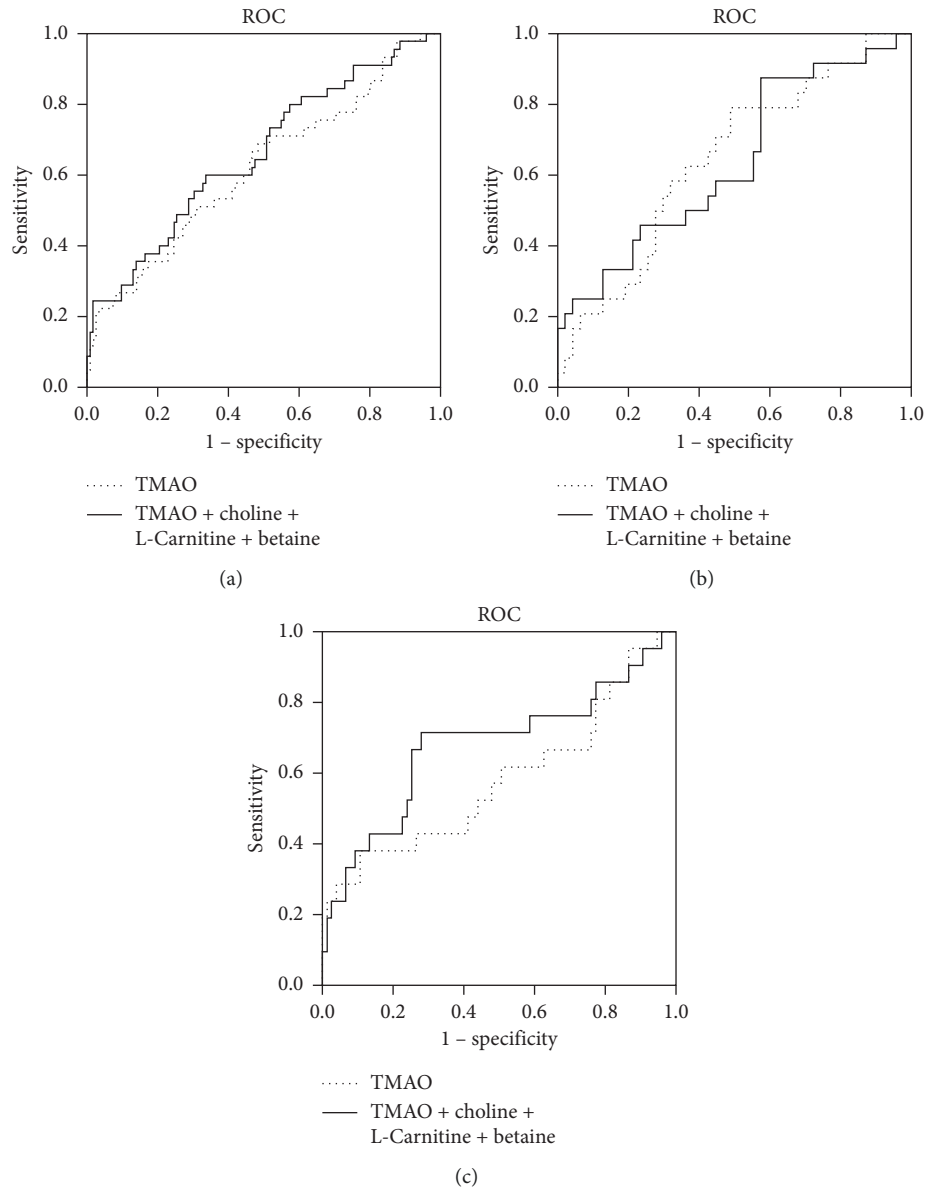 ROC
1.0
0.8
0.6
0.4
0.2
0.0
Sensitivity
0.0 0.2 0.4 0.6 0.8 1.0
1 – specificity
TMAO
TMAO + choline +
L-Carnitine + betaine
(a)
ROC
1.0
0.8
0.6
0.4
0.2
0.0
Sensitivity
0.0 0.2 0.4 0.6 0.8 1.0
1 – specificity
TMAO
TMAO + choline +
L-Carnitine + betaine
(b)
ROC
1.0
0.8
0.6
0.4
0.2
0.0
Sensitivity
0.0 0.2 0.4 0.6 0.8 1.0
1 – specificity
TMAO
TMAO + choline +
L-Carnitine + betaine
(c)